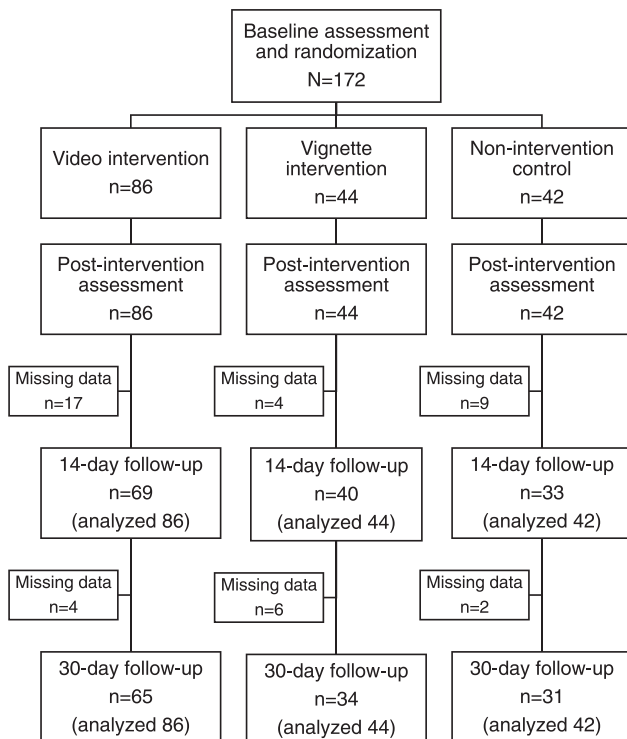 Baseline assessment
and randomization
N=172
Video intervention
n=86
Vignette
intervention
n=44
Non-intervention
control
n=42
Post-intervention
assessment
n=86
Post-intervention
assessment
n=44
Post-intervention
assessment
n=42
Missing data
n=17
Missing data
n=4
Missing data
n=9
14-day follow-up
n=69
(analyzed 86)
14-day follow-up
n=40
(analyzed 44)
14-day follow-up
n=33
(analyzed 42)
Missing data
n=4
Missing data
n=6
Missing data
n=2
30-day follow-up
n=65
(analyzed 86)
30-day follow-up
n=34
(analyzed 44)
30-day follow-up
n=31
(analyzed 42)